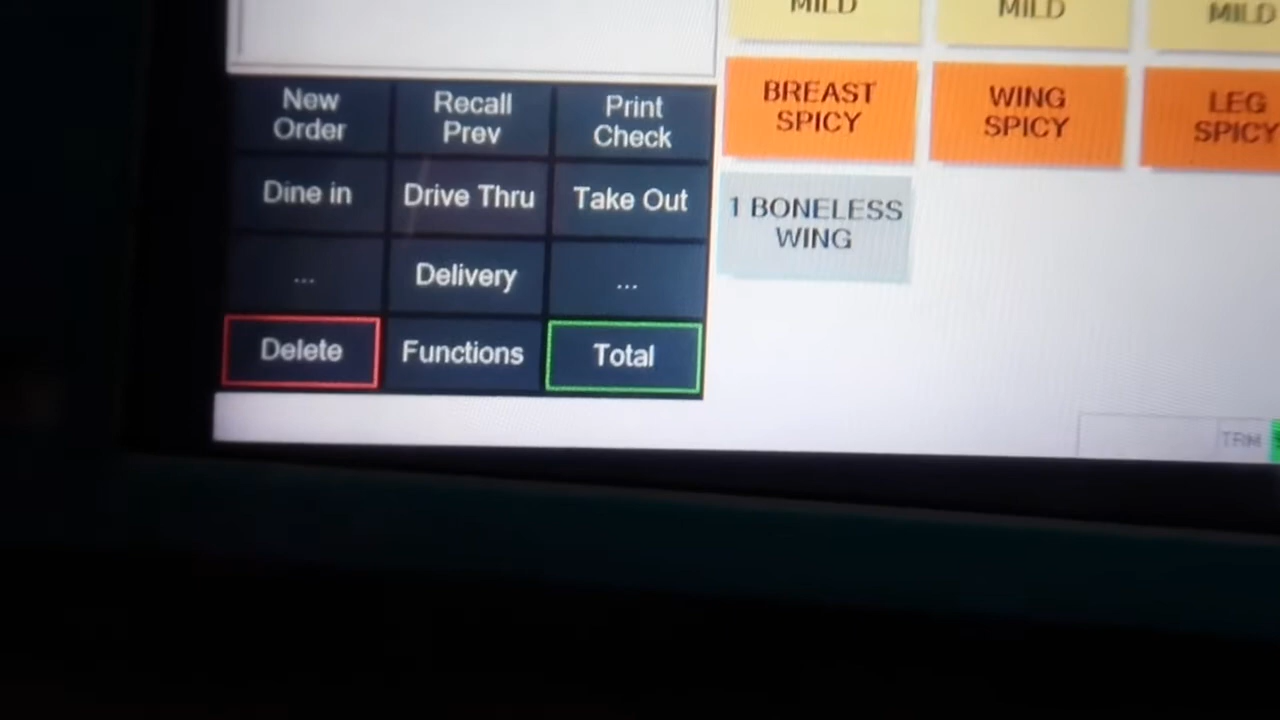 MILD
MILD
MILD
New
Order
Recall
Prev
Print
Check
BREAST
SPICY
WING
SPICY
LEG
SPICY
Dine in
Drive Thru
Take Out
1 BONELESS
WING
...
Delivery
...
Delete
Functions
Total
TRM